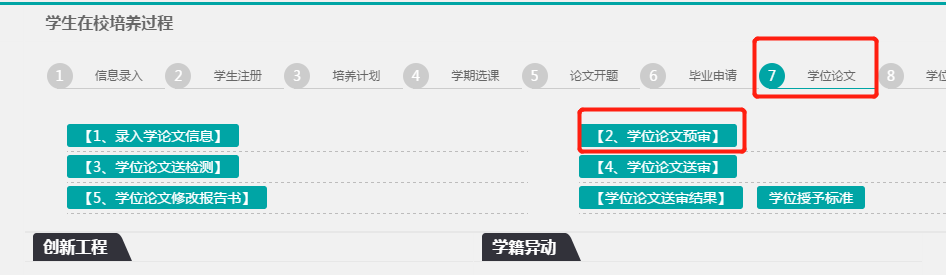 学生在校培养过程
1 信息录入 2 学生注册 3 培养计划 4 学期选课 5 论文开题 6 毕业申请 7 学位论文 8 学位
【1、录入学论文信息】 【2、学位论文预审】
【3、学位论文送检测】 【4、学位论文送审】
【5、学位论文修改报告书】 【学位论文送审结果】 学位授予标准
创新工程 学籍异动